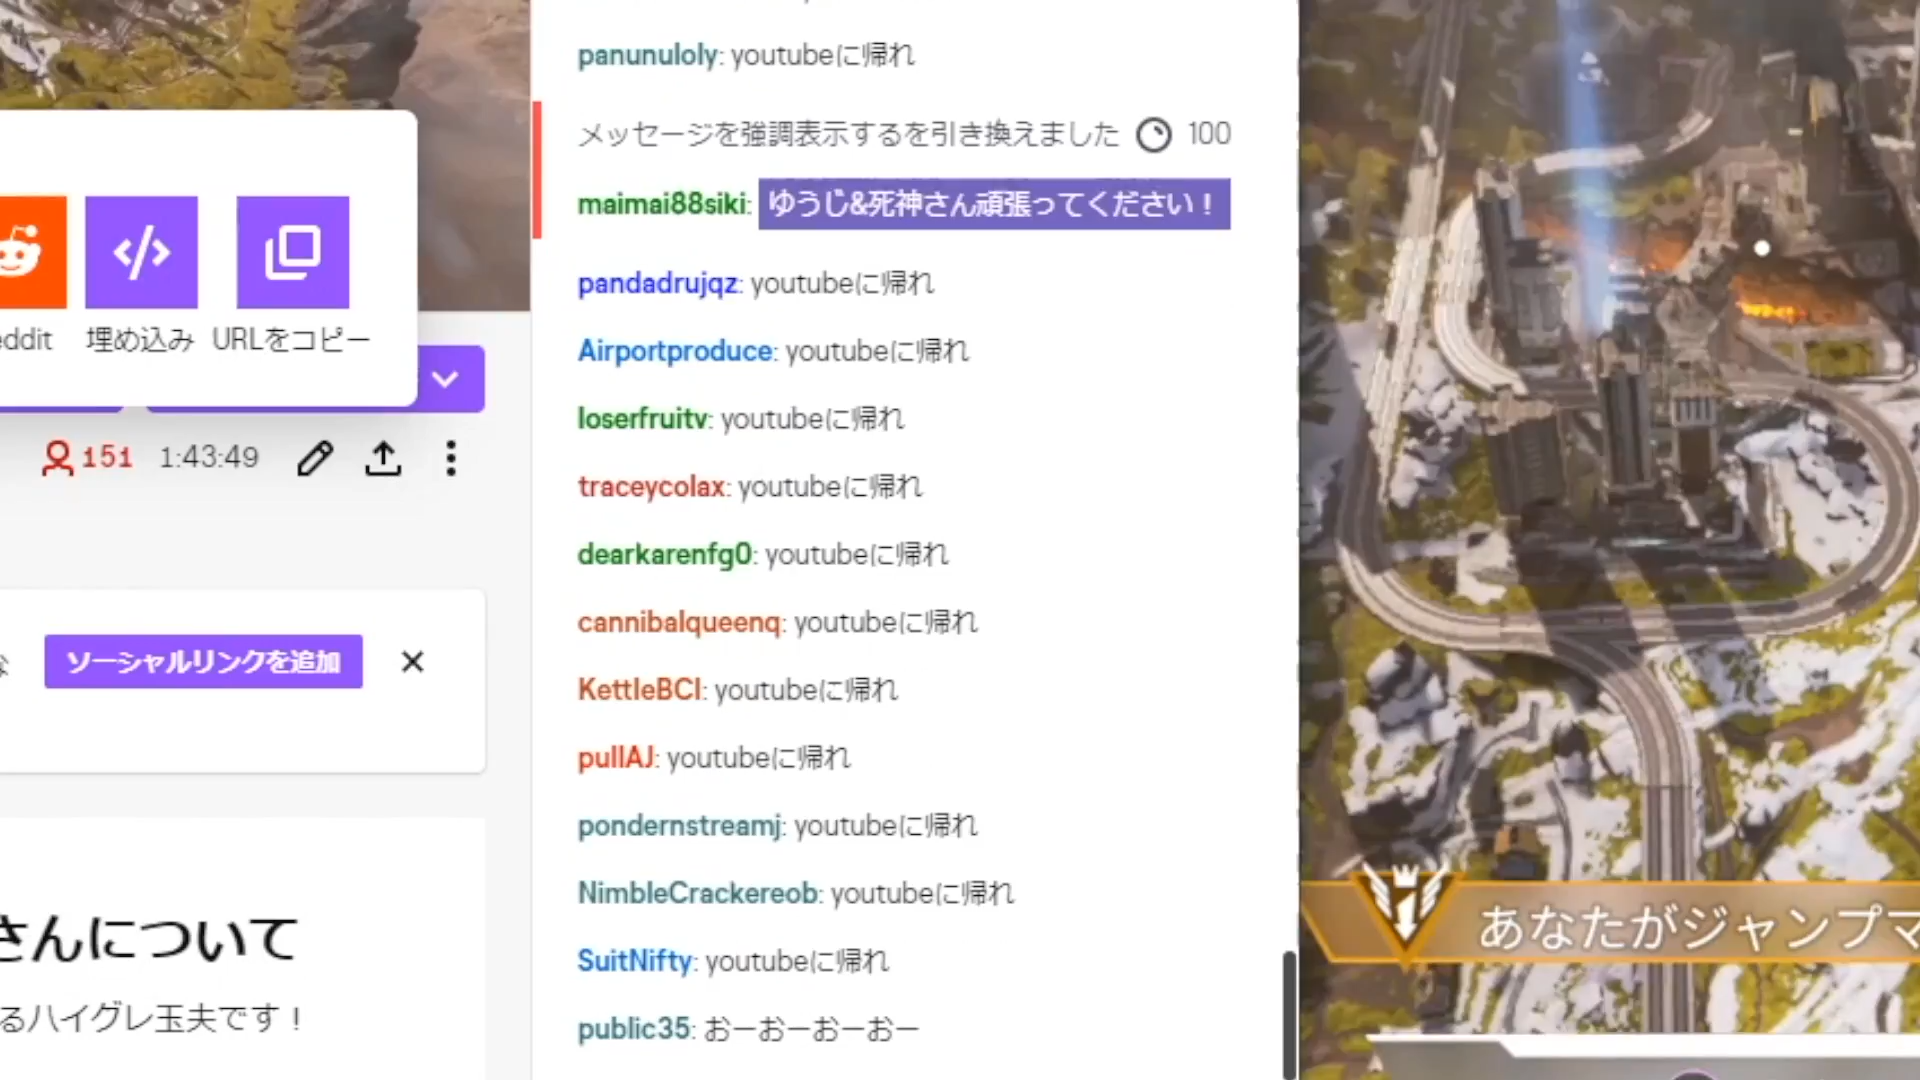 panunuloly: youtubeに帰れ
メッセージを強調表示するを引き換えました 100
maimai88siki: ゆうじ&死神さん頑張ってください！
pandadrujqz: youtubeに帰れ
Airportproduce: youtubeに帰れ
loserfruitv: youtubeに帰れ
traceycolax: youtubeに帰れ
dearkarenfg0: youtubeに帰れ
cannibalqueenq: youtubeに帰れ
KettleBCI: youtubeに帰れ
pullAJ: youtubeに帰れ
pondernstreamj: youtubeに帰れ
NimbleCrackereob: youtubeに帰れ
SuitNifty: youtubeに帰れ
public35: おーおーおーおー
eddit 埋め込み URLをコピー
151 1:43:49
ソーシャルリンクを追加
さんについて
るハイグレ玉夫です！
あなたがジャンプマ